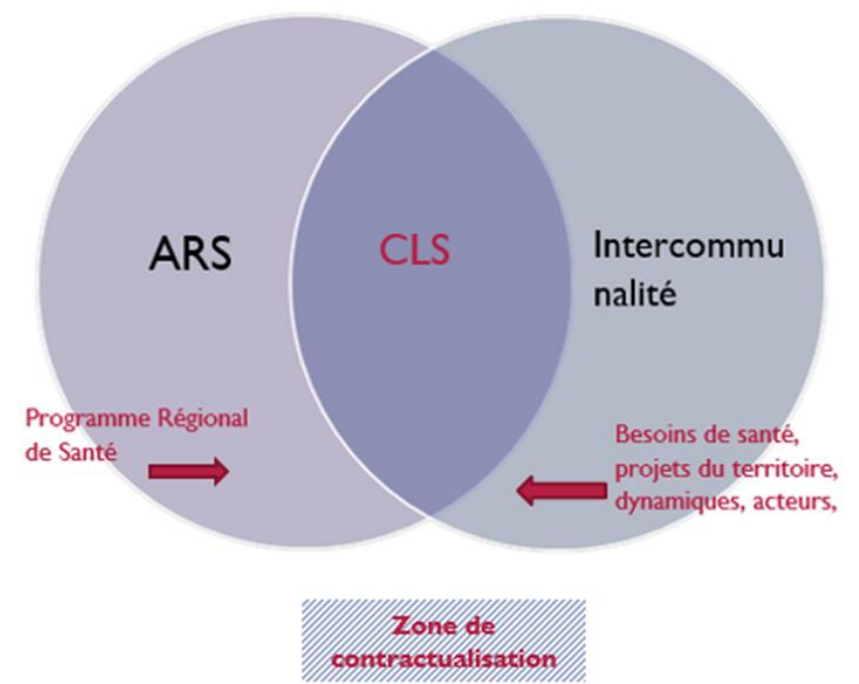 ARS
CLS
Intercommu
nalité
Programme Régional
de Santé
Besoins de santé,
projets du territoire,
dynamiques, acteurs,
Zone de
contractualisation